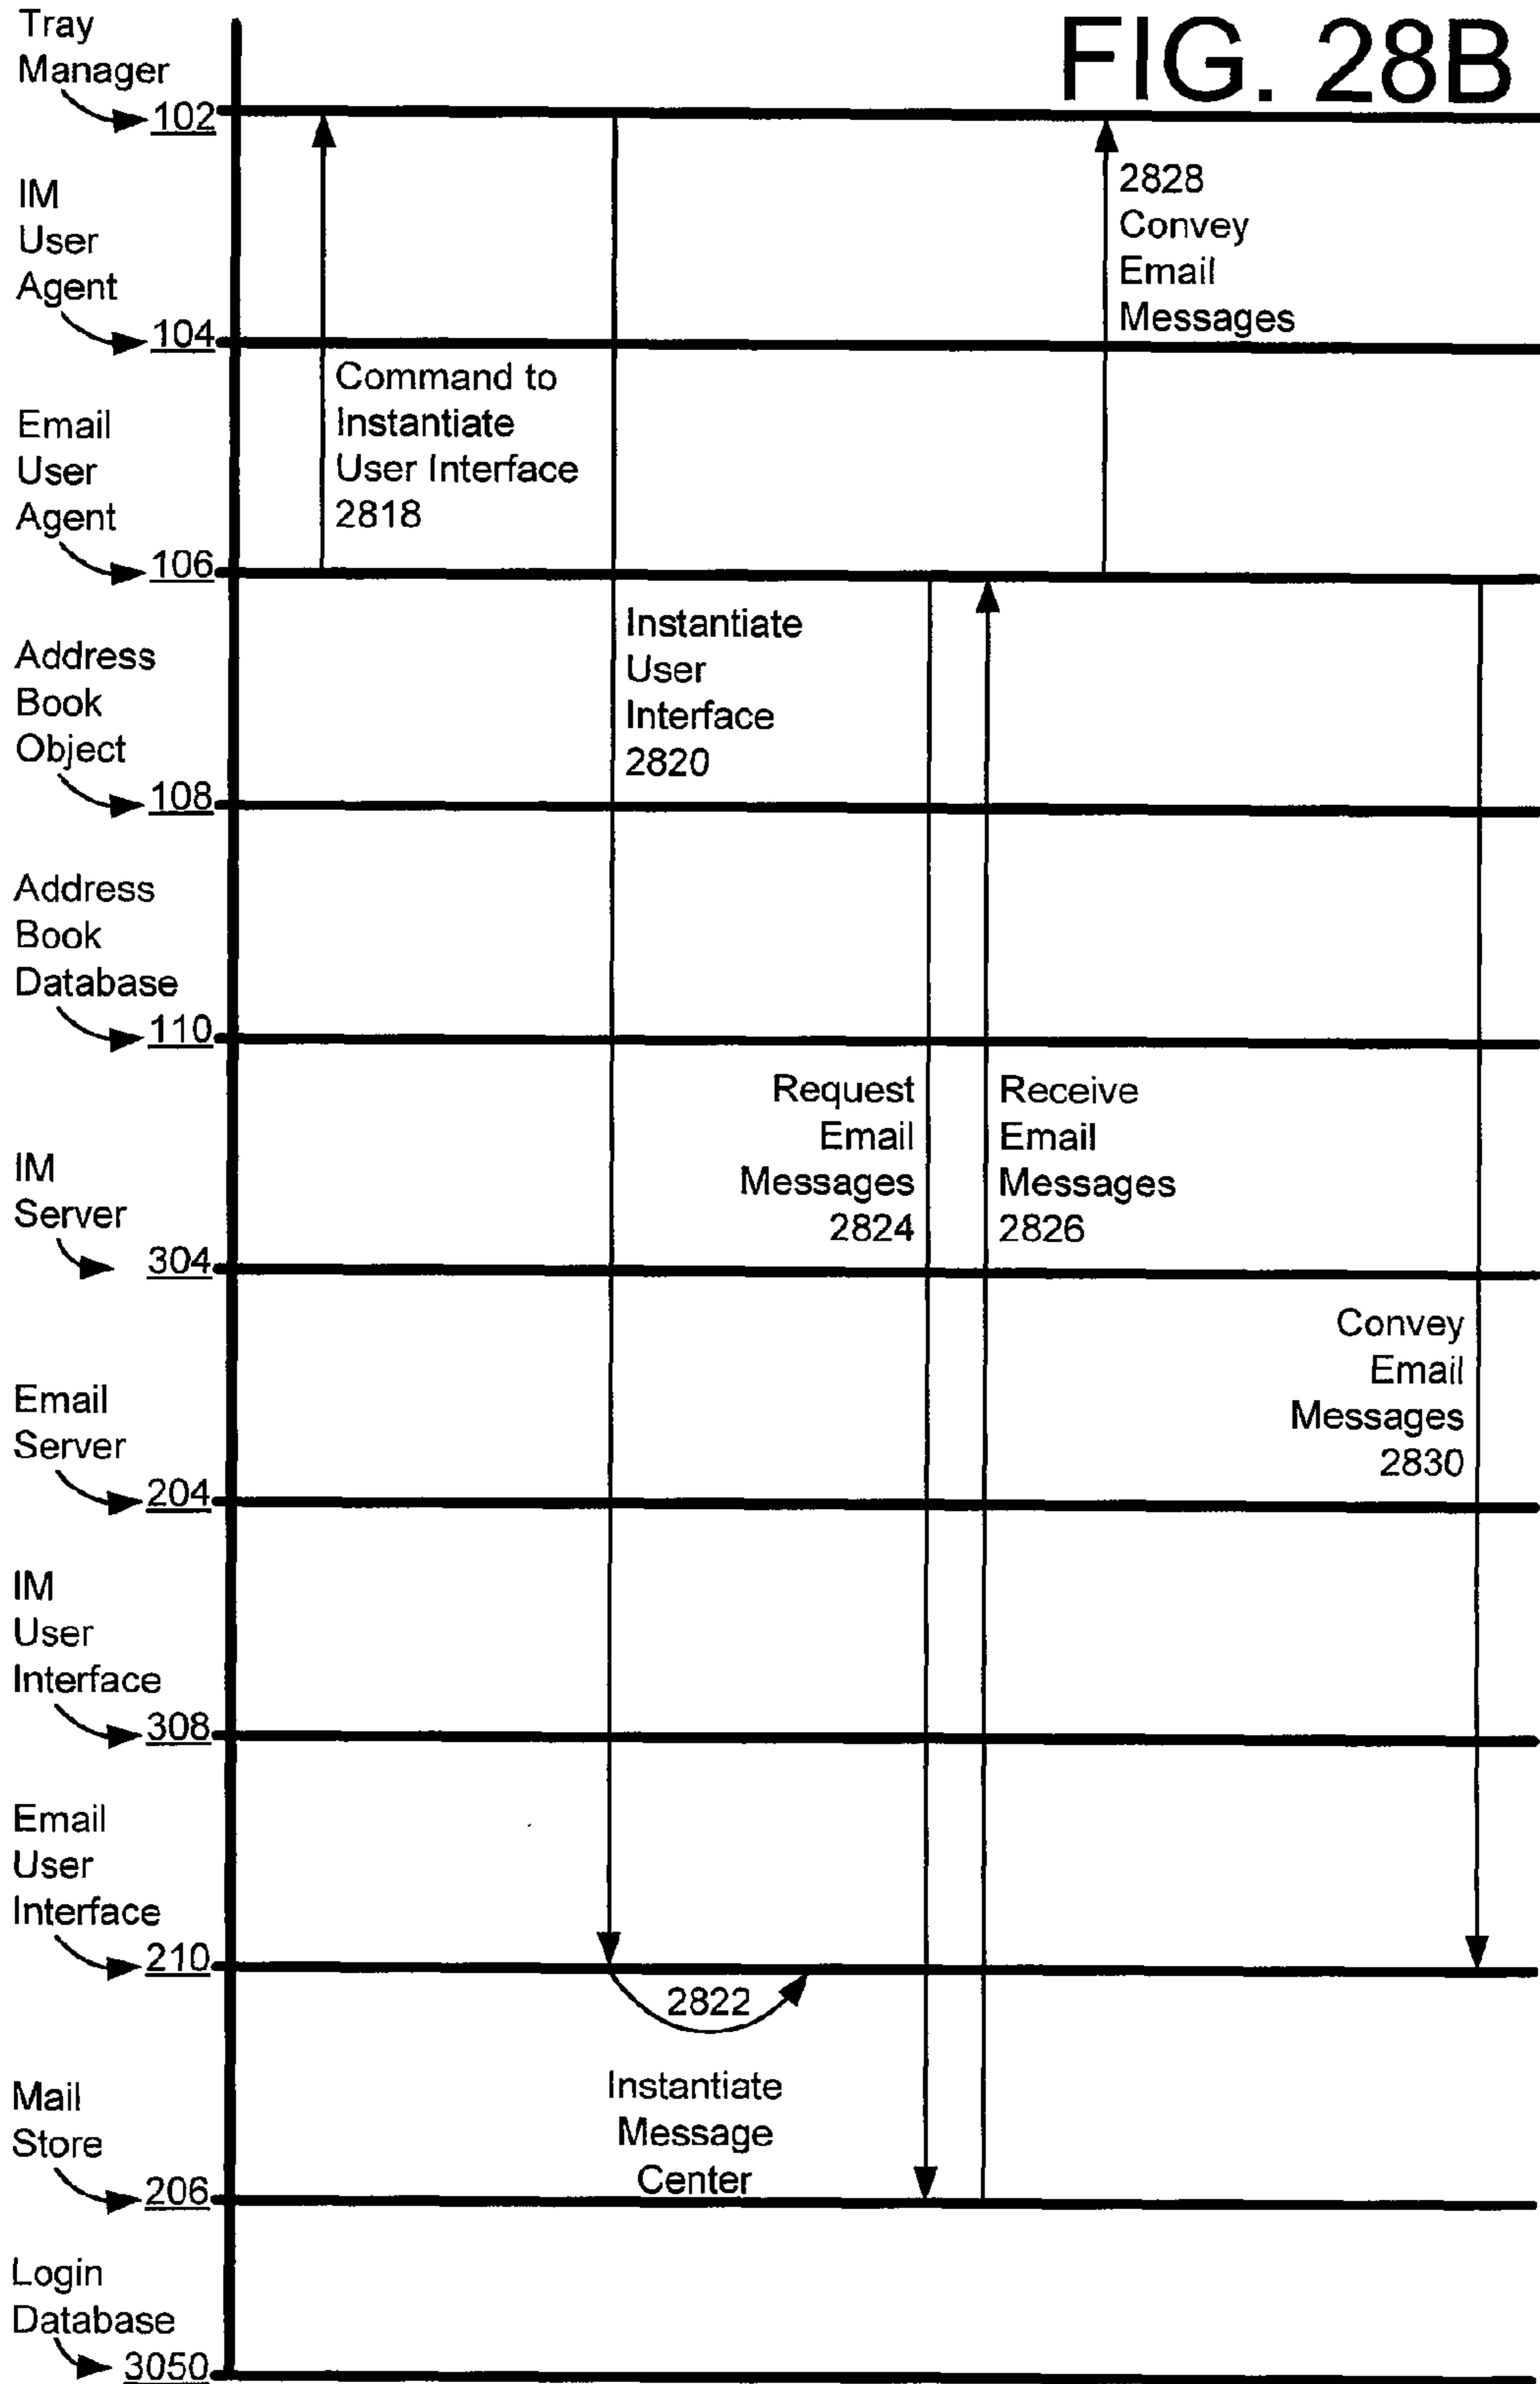 FIG. 28B
Tray
Manager
102
IM
User
Agent
104
Email
User
Agent
106
Address
Book
Object
108
Address
Book
Database
110
IM
Server
304
Email
Server
204
IM
User
Interface
308
Email
User
Interface
210
Mail
Store
206
Login
Database
3050
Command to
Instantiate
User Interface
2818
Instantiate
User
Interface
2820
2822
Instantiate
Message
Center
Request
Email
Messages
2824
Receive
Email
Messages
2826
2828
Convey
Email
Messages
Convey
Email
Messages
2830